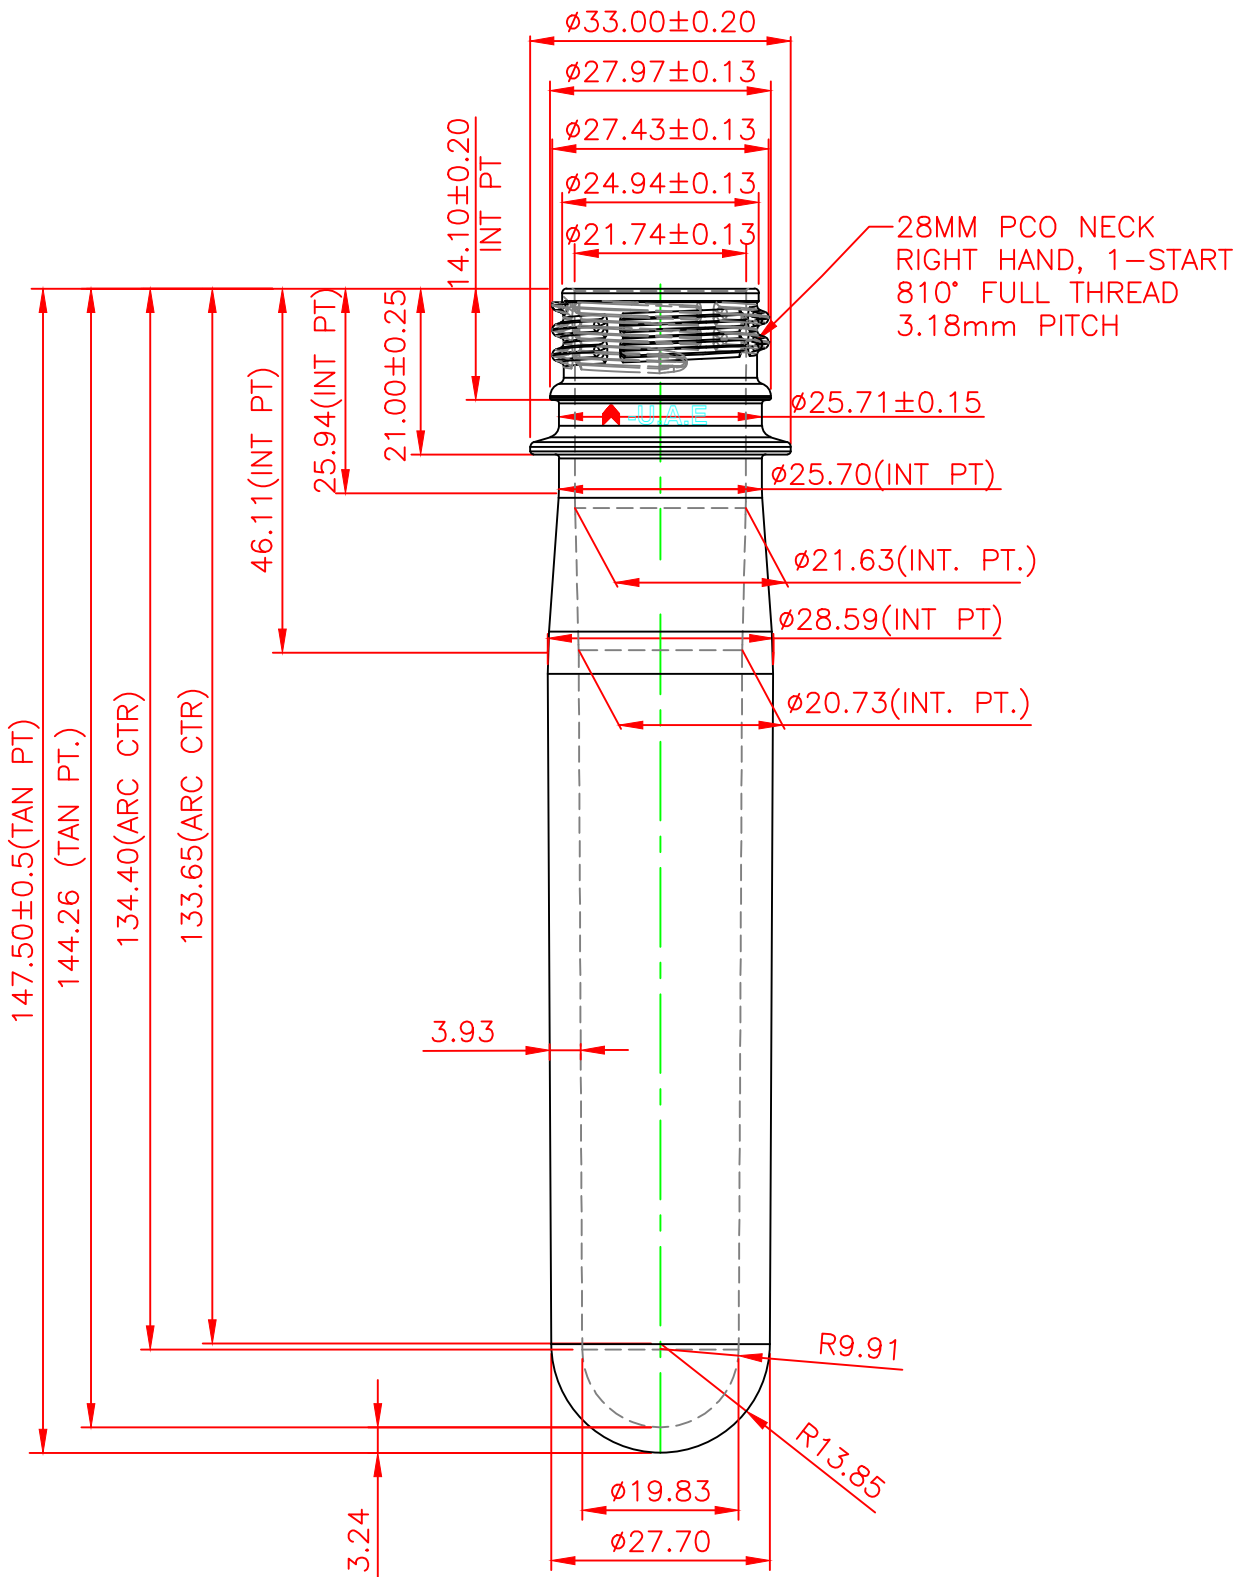 ø33.00±0.20
ø27.97±0.13
ø27.43±0.13
ø24.94±0.13
ø21.74±0.13
14.10±0.20
INT PT
28MM PCO NECK
RIGHT HAND, 1-START
810° FULL THREAD
3.18mm PITCH
21.00±0.25
25.94(INT PT)
46.11(INT PT)
-U.A.E
ø25.71±0.15
ø25.70(INT PT)
ø21.63(INT. PT.)
ø28.59(INT PT)
ø20.73(INT. PT.)
147.50±0.5(TAN PT)
144.26 (TAN PT.)
134.40(ARC CTR)
133.65(ARC CTR)
3.93
R9.91
R13.85
ø19.83
ø27.70
3.24